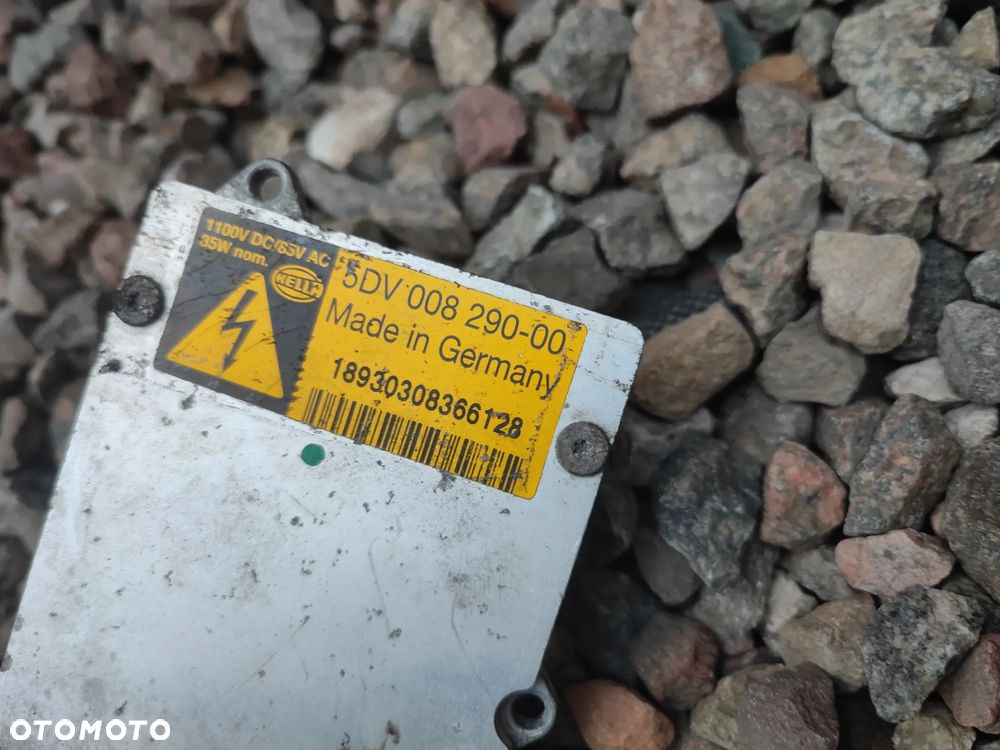 1100V DC/85V AC
35W nom.
HELLA
5DV 008 290-00
Made in Germany
18930308366128
OTOMOTO